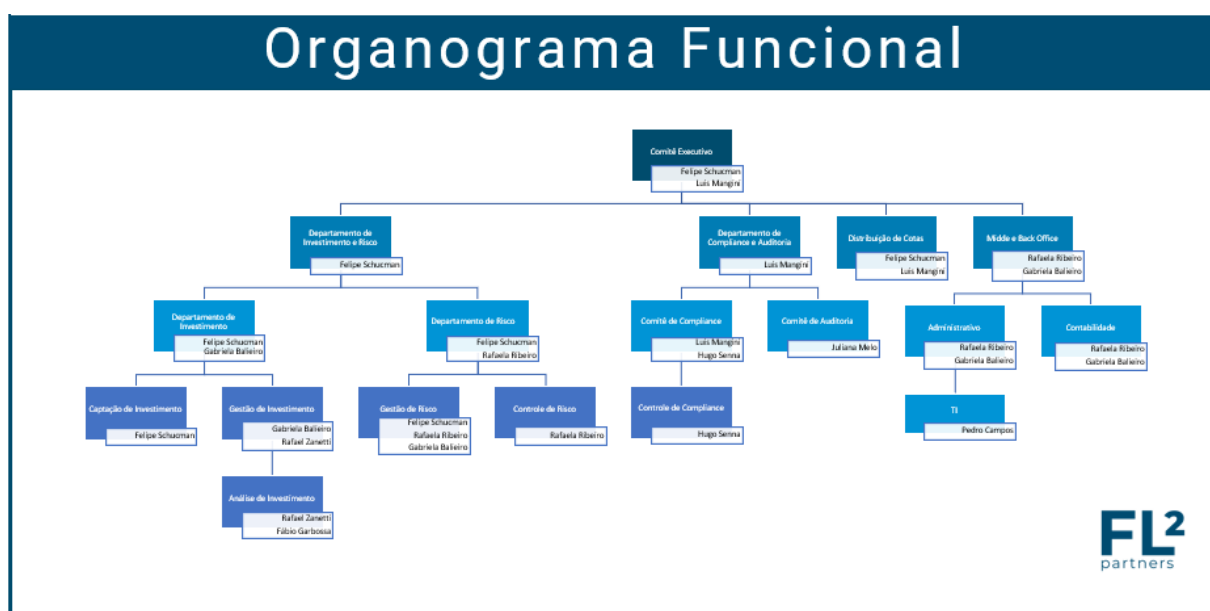 Organograma Funcional
Comitê Executivo
Felipe Schucman
Luis Mangini
Departamento de
Investimento e Risco
Felipe Schucman
Departamento de
Compliance e Auditoria
Luis Mangini
Distribuição de Cotas
Felipe Schucman
Luis Mangini
Midde e Back Office
Rafaela Ribeiro
Gabriela Balieiro
Departamento de
Investimento
Felipe Schucman
Gabriela Balieiro
Departamento de Risco
Felipe Schucman
Rafaela Ribeiro
Comitê de Compliance
Luis Mangini
Hugo Senna
Comitê de Auditoria
Juliana Melo
Administrativo
Rafaela Ribeiro
Gabriela Balieiro
Contabilidade
Rafaela Ribeiro
Gabriela Balieiro
Captação de Investimento
Felipe Schucman
Gestão de Investimento
Gabriela Balieiro
Rafael Zanetti
Gestão de Risco
Felipe Schucman
Rafaela Ribeiro
Gabriela Balieiro
Controle de Risco
Rafaela Ribeiro
Controle de Compliance
Hugo Senna
TI
Pedro Campos
Análise de Investimento
Rafael Zanetti
Fábio Garbossa
FL²
partners